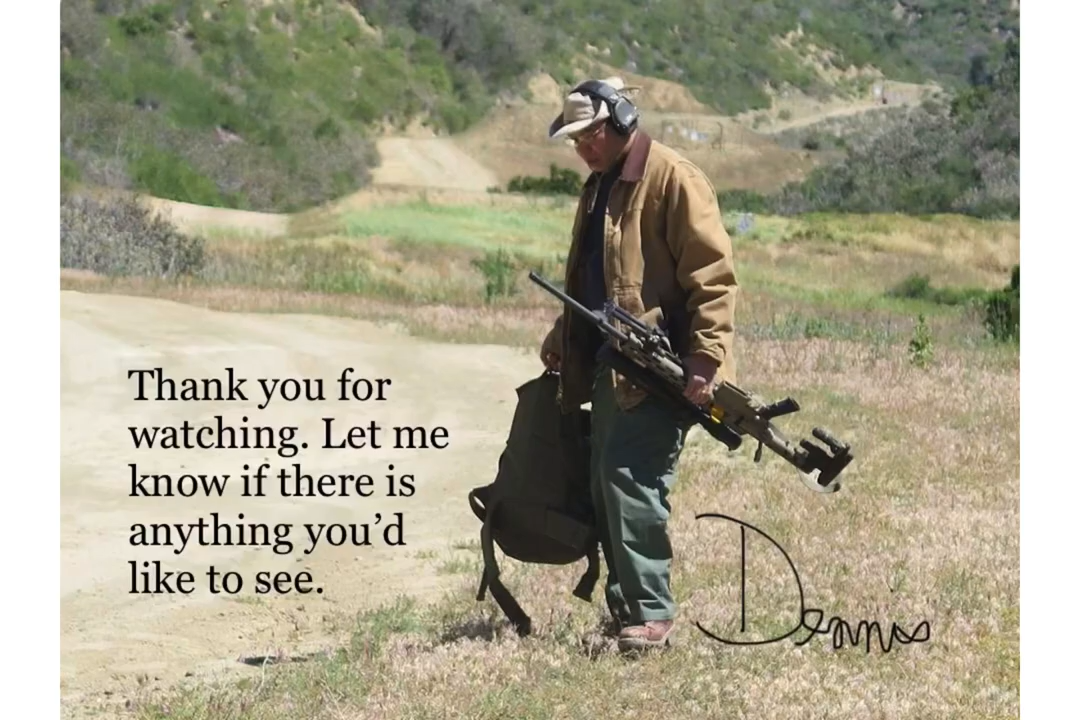 Thank you for
watching. Let me
know if there is
anything you’d
like to see.
Dennis